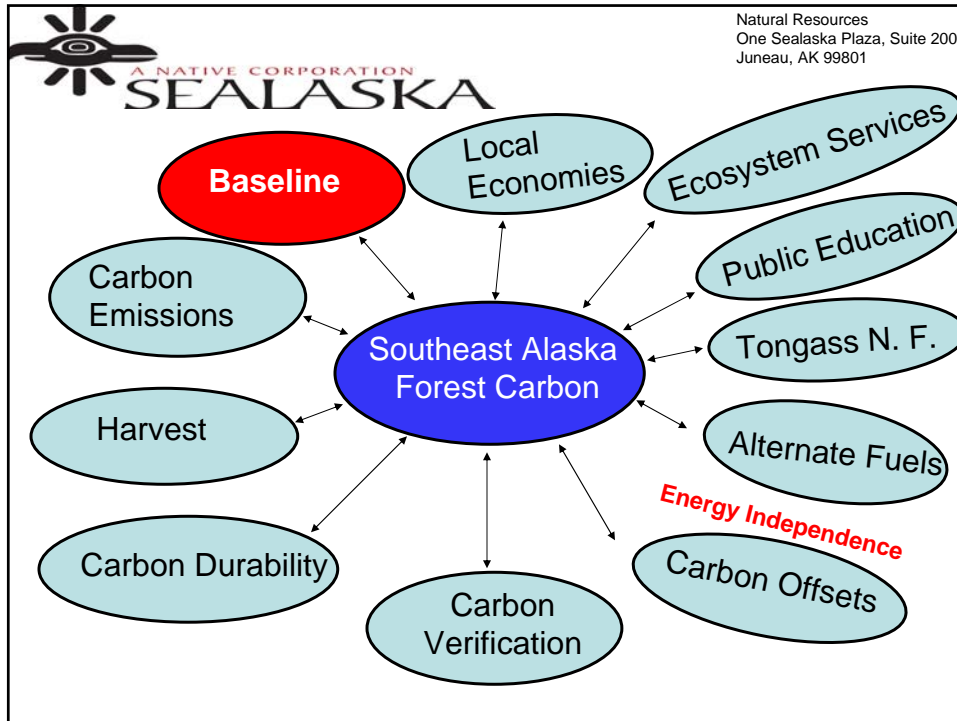 A NATIVE CORPORATION
SEALASKA
Natural Resources
One Sealaska Plaza, Suite 200
Juneau, AK 99801
Baseline
Local
Economies
Ecosystem Services
Public Education
Tongass N. F.
Alternate Fuels
Energy Independence
Carbon Offsets
Carbon
Verification
Carbon Durability
Harvest
Carbon
Emissions
Southeast Alaska
Forest Carbon